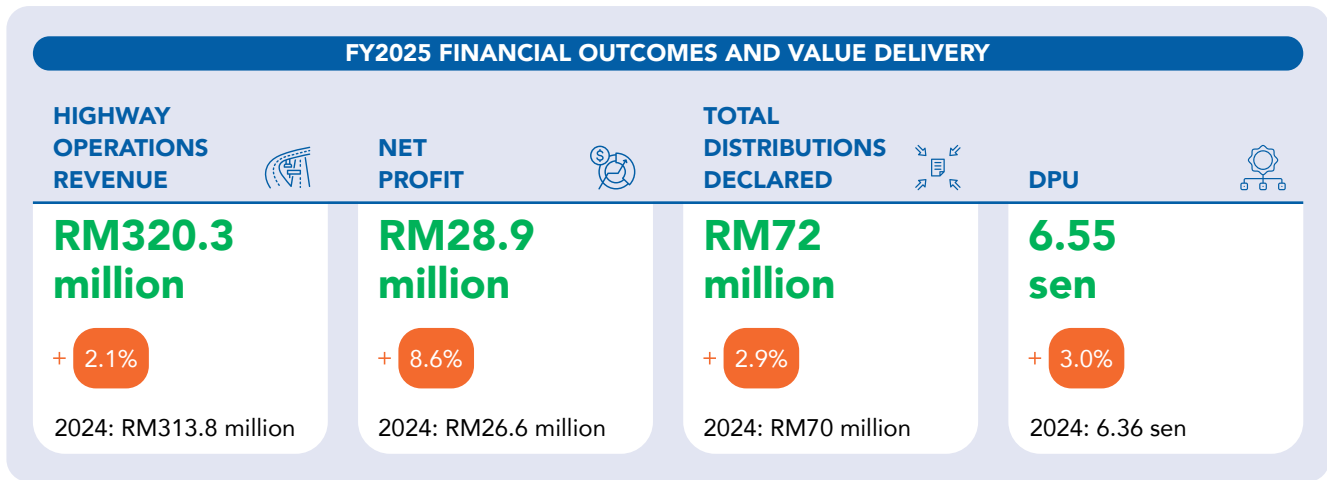 FY2025 FINANCIAL OUTCOMES AND VALUE DELIVERY
HIGHWAY
OPERATIONS
REVENUE
RM320.3
million
+ 2.1%
2024: RM313.8 million
NET
PROFIT
$
RM28.9
million
+ 8.6%
2024: RM26.6 million
TOTAL
DISTRIBUTIONS
DECLARED
RM72
million
+ 2.9%
2024: RM70 million
DPU
6.55
sen
+ 3.0%
2024: 6.36 sen